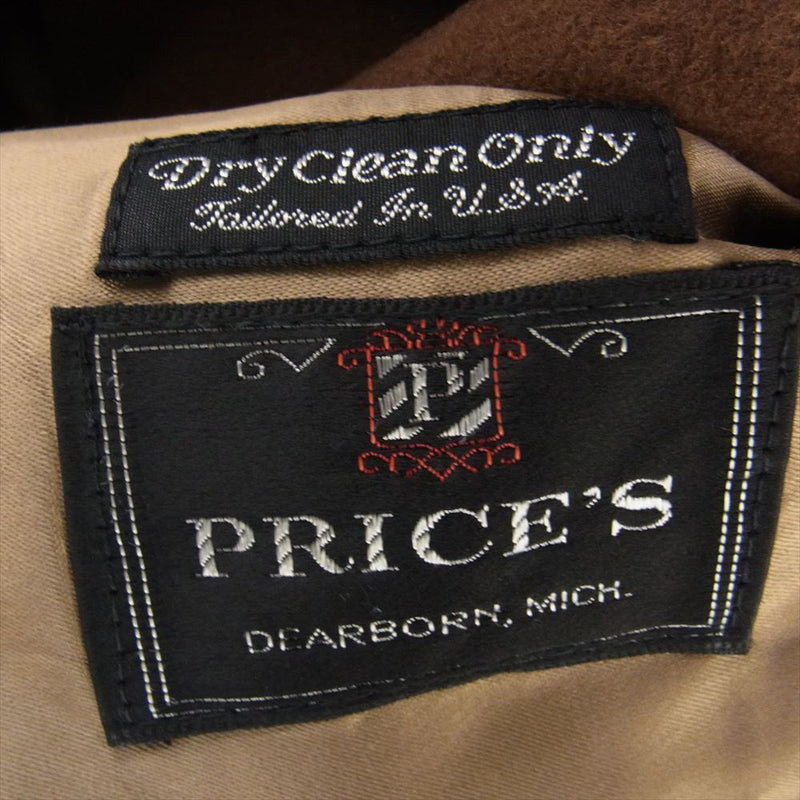 Dry Clean Only
Tailored In U.S.A.
P
PRICE'S
DEARBORN, MICH.